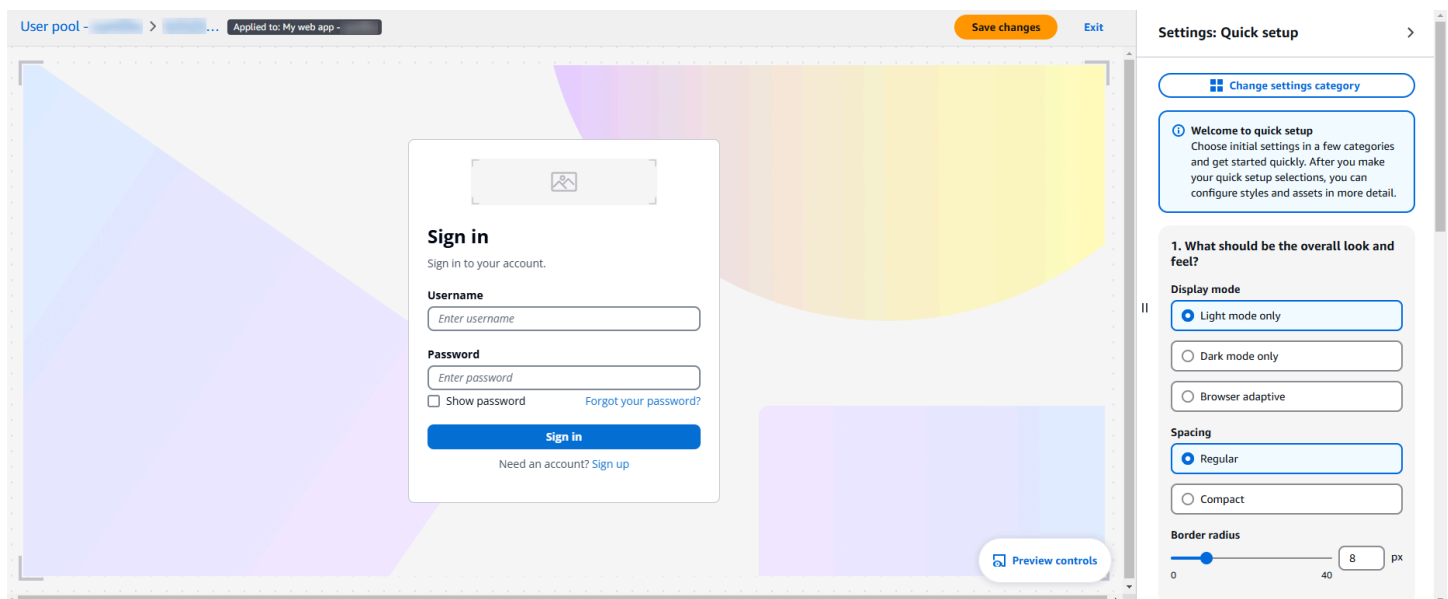 User pool - > ... Applied to: My web app -
Save changes
Exit
Sign in
Sign in to your account.
Username
Enter username
Password
Enter password
Show password
Forgot your password?
Sign in
Need an account? Sign up
Preview controls
Settings: Quick setup
Change settings category
Welcome to quick setup
Choose initial settings in a few categories
and get started quickly. After you make
your quick setup selections, you can
configure styles and assets in more detail.
1. What should be the overall look and
feel?
Display mode
Light mode only
Dark mode only
Browser adaptive
Spacing
Regular
Compact
Border radius
8 px
0 40